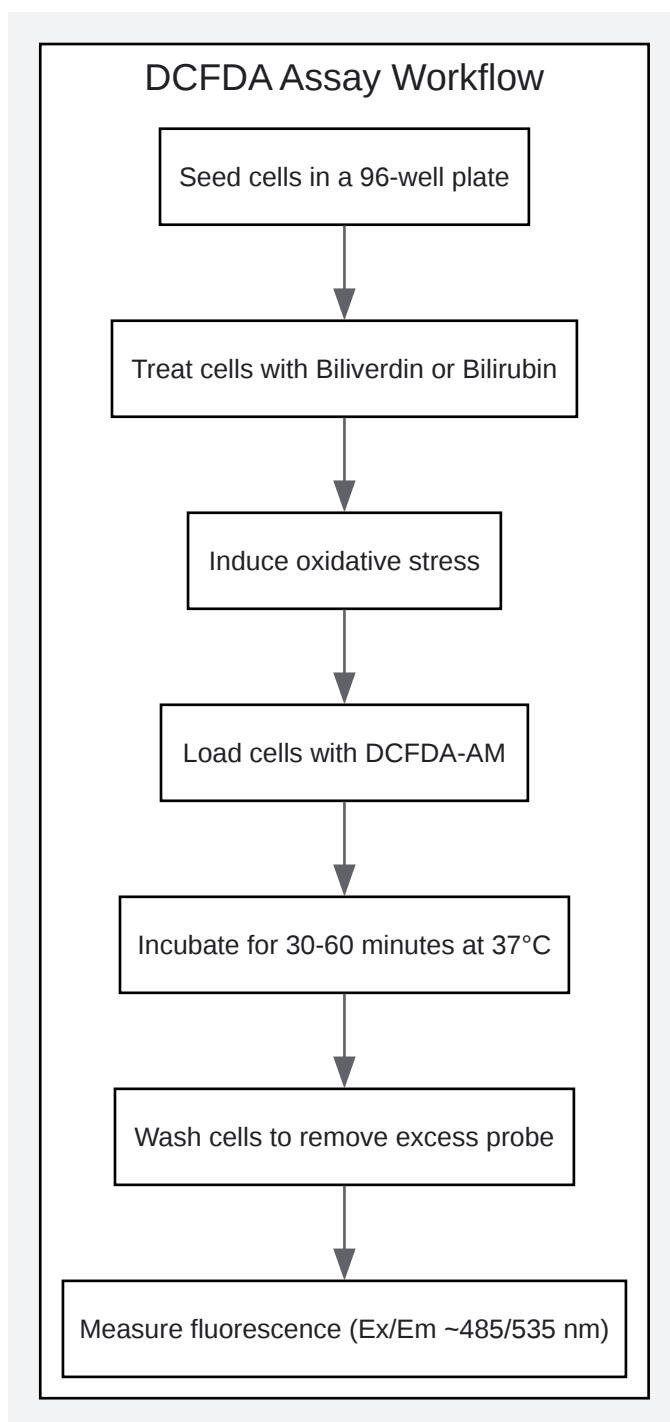 DCFDA Assay Workflow
Seed cells in a 96-well plate
Treat cells with Biliverdin or Bilirubin
Induce oxidative stress
Load cells with DCFDA-AM
Incubate for 30-60 minutes at 37°C
Wash cells to remove excess probe
Measure fluorescence (Ex/Em ~485/535 nm)